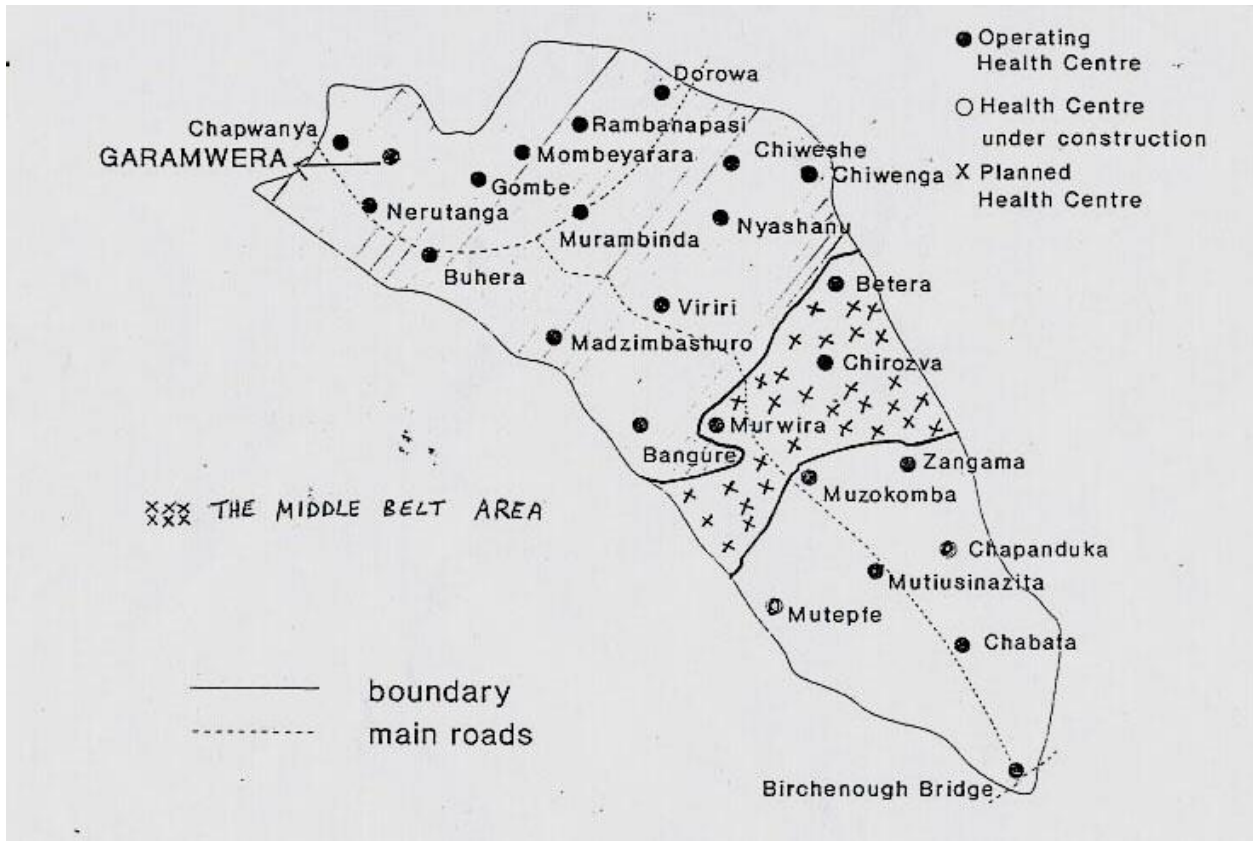 Operating
Health Centre
Health Centre
under construction
X Planned
Health Centre
Dorowa
Chapwanya
GARAMWERA
Rambanapasi
Mombeyarara
Chiweshe
Chiwenga
Gombe
Nerutanga
Murambinda
Nyashanu
Buhera
Betera
Viriri
Madzimbashuro
Chirozva
Murwira
Bangure
Zangama
Muzokomba
xxx THE MIDDLE BELT AREA
xxx
Chapanduka
Mutiusinazita
Mutepfe
Chabata
boundary
main roads
Birchenough Bridge